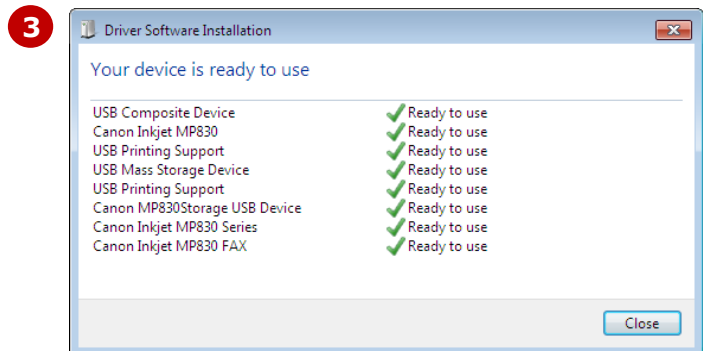 3
Driver Software Installation
Your device is ready to use
USB Composite Device Ready to use
Canon Inkjet MP830 Ready to use
USB Printing Support Ready to use
USB Mass Storage Device Ready to use
USB Printing Support Ready to use
Canon MP830Storage USB Device Ready to use
Canon Inkjet MP830 Series Ready to use
Canon Inkjet MP830 FAX Ready to use
Close